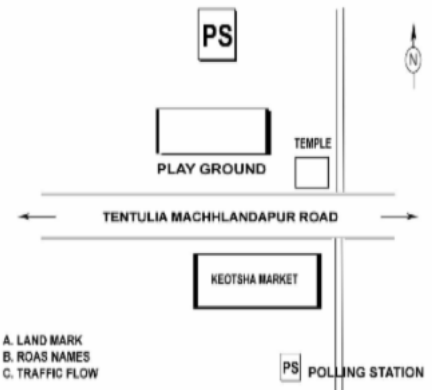 PS
N
TEMPLE
PLAY GROUND
TENTULIA MACHHLANDAPUR ROAD
KEOTSHA MARKET
A. LAND MARK
B. ROAS NAMES
C. TRAFFIC FLOW
PS POLLING STATION